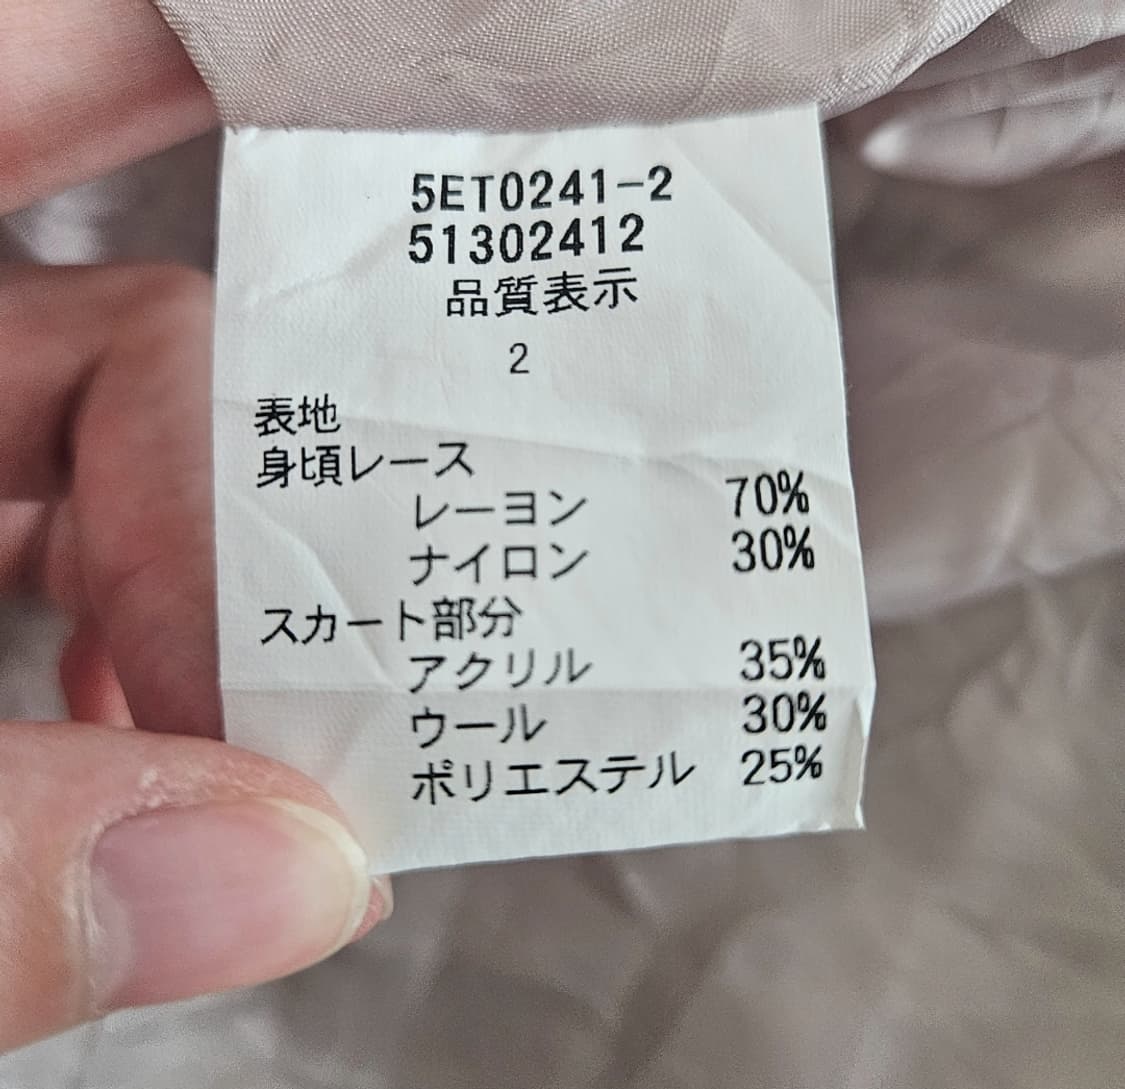 5ET0241-2
51302412
品質表示
2
表地
身頃レース
レーヨン 70%
ナイロン 30%
スカート部分
アクリル 35%
ウール 30%
ポリエステル 25%